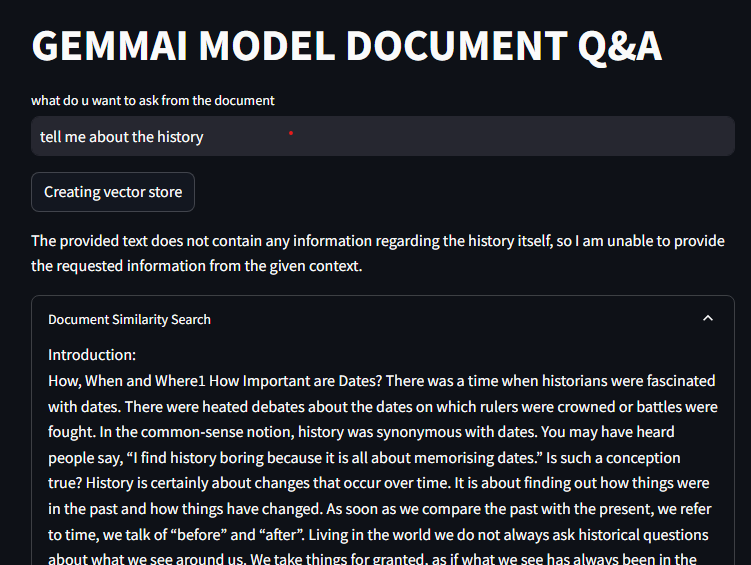 GEMMAI MODEL DOCUMENT Q&A
what do u want to ask from the document
tell me about the history
Creating vector store
The provided text does not contain any information regarding the history itself, so I am unable to provide
the requested information from the given context.
Document Similarity Search
Introduction:
How, When and Where1 How Important are Dates? There was a time when historians were fascinated
with dates. There were heated debates about the dates on which rulers were crowned or battles were
fought. In the common-sense notion, history was synonymous with dates. You may have heard
people say, “I find history boring because it is all about memorising dates.” Is such a conception
true? History is certainly about changes that occur over time. It is about finding out how things were
in the past and how things have changed. As soon as we compare the past with the present, we refer
to time, we talk of “before” and “after”. Living in the world we do not always ask historical questions
about what we see around us. We take things for granted, as if what we see has always been in the